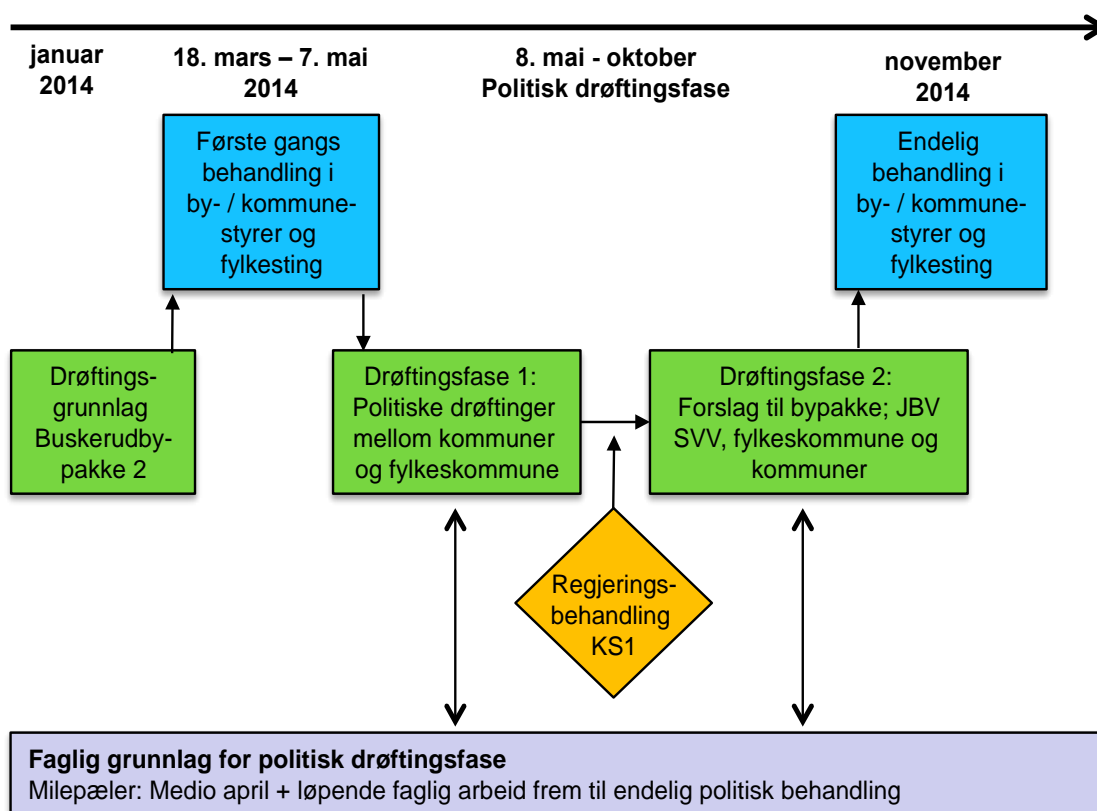 januar
2014
18. mars – 7. mai
2014
8. mai - oktober
Politisk drøftingsfase
november
2014
Første gangs
behandling i
by- / kommune-
styrer og
fylkesting
Endelig
behandling i
by- / kommune-
styrer og
fylkesting
Drøftings-
grunnlag
Buskerudby-
pakke 2
Drøftingsfase 1:
Politiske drøftinger
mellom kommuner
og fylkeskommune
Drøftingsfase 2:
Forslag til bypakke; JBV
SVV, fylkeskommune og
kommuner
Regjerings-
behandling
KS1
Faglig grunnlag for politisk drøftingsfase
Milepæler: Medio april + løpende faglig arbeid frem til endelig politisk behandling